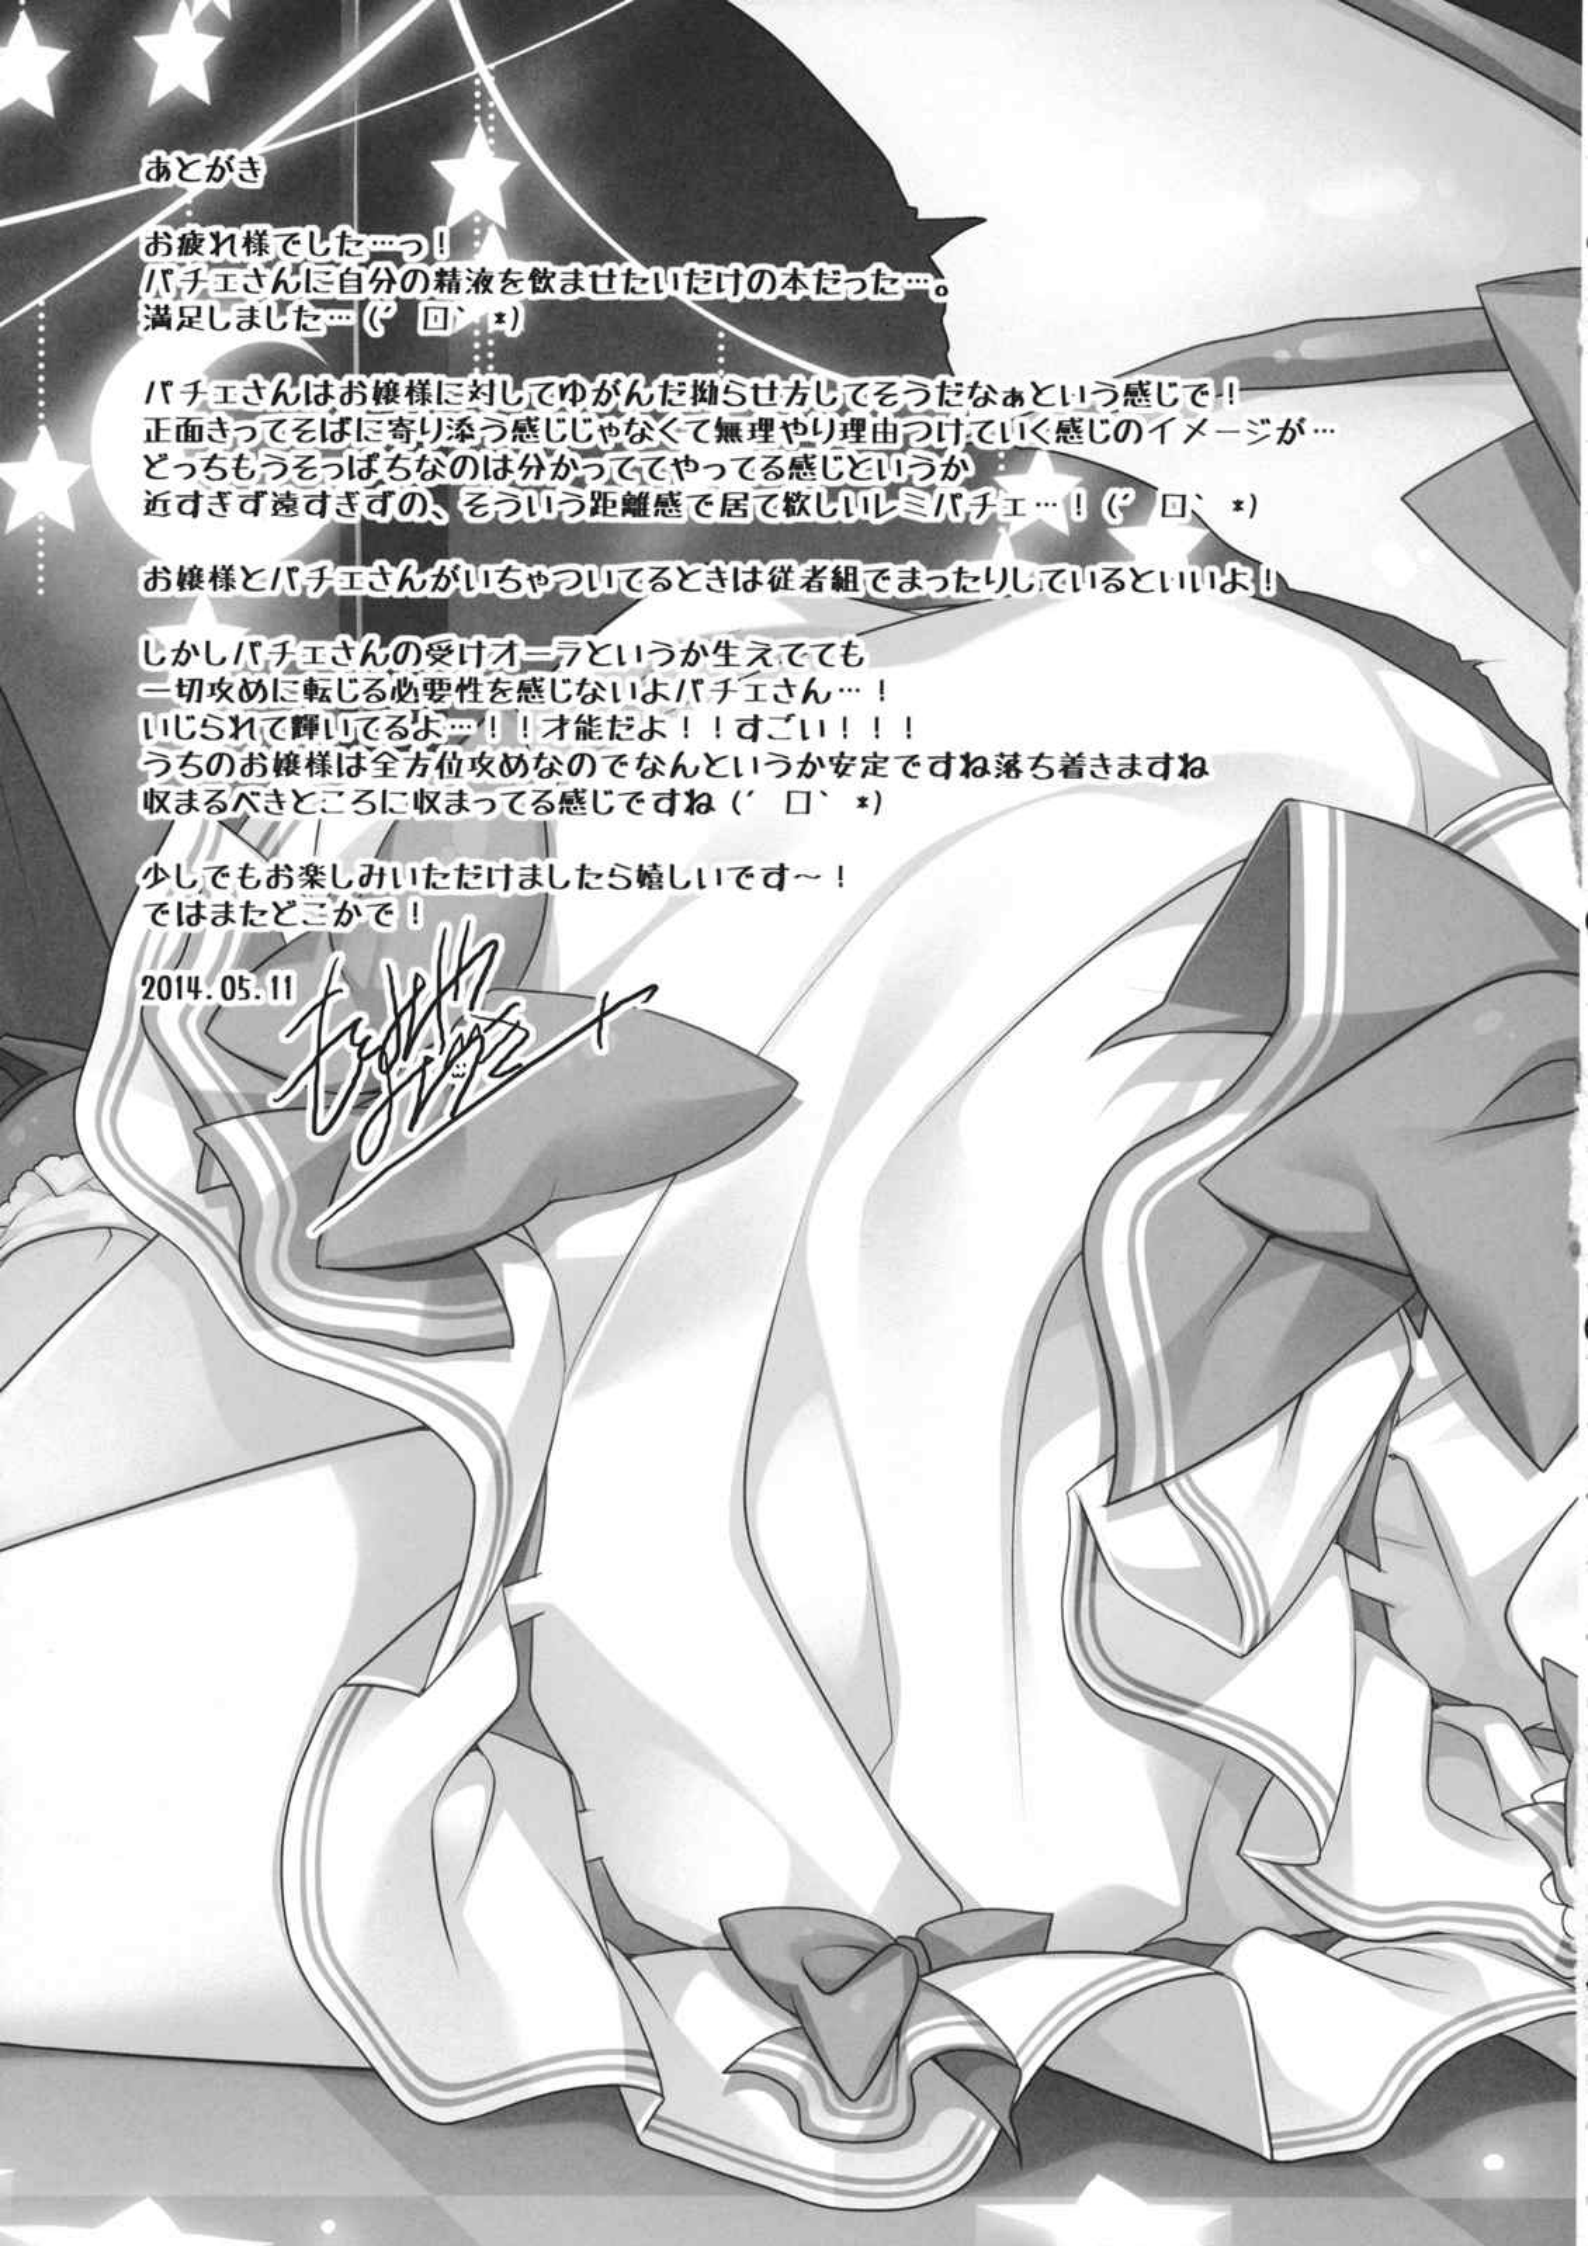 あとがき
お疲れ様でした…っ！
パチェさんに自分の精液を飲ませたいだけの本だった…。
満足しました…(´ ロ` *)
パチェさんはお嬢様に対してゆがんだ拗らせ方してそうだなぁという感じで！
正面きってそばに寄り添う感じじゃなくて無理やり理由つけていく感じのイメージが…
どっちもうそっぱちなのは分かっててやってる感じというか
近すぎず遠すぎずの、そういう距離感で居て欲しいレミパチェ…！(´ ロ` *)
お嬢様とパチェさんがいちゃついてるときは従者組でまったりしているといいよ！
しかしパチェさんの受けオーラというか生えてても
一切攻めに転じる必要性を感じないよパチェさん…！
いじられて輝いてるよ…！！才能だよ！！すごい！！！
うちのお嬢様は全方位攻めなのでなんというか安定ですね落ち着きますね
収まるべきところに収まってる感じですね(´ ロ` *)
少しでもお楽しみいただけましたら嬉しいです～！
ではまたどこかで！
2014.05.11